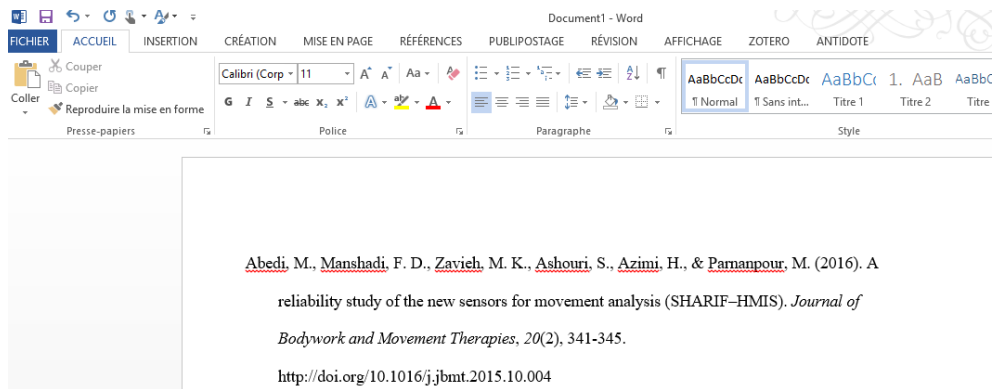 Document1 - Word
FICHIER ACCUEIL INSERTION CRÉATION MISE EN PAGE RÉFÉRENCES PUBLIPOSTAGE RÉVISION AFFICHAGE ZOTERO ANTIDOTE
Coller
Couper
Copier
Reproduire la mise en forme
Presse-papiers
Calibri (Corp 11
G I S abc X₂ X²
Police
Paragraphe
AaBbCcDc AaBbCcDc AaBbC 1. AaB AaBbC
¶ Normal ¶ Sans int... Titre 1 Titre 2 Titre
Style
Abedi, M., Manshadi, F. D., Zavieh, M. K., Ashouri, S., Azimi, H., & Parnanpour, M. (2016). A
reliability study of the new sensors for movement analysis (SHARIF–HMIS). Journal of
Bodywork and Movement Therapies, 20(2), 341-345.
http://doi.org/10.1016/j.jbmt.2015.10.004